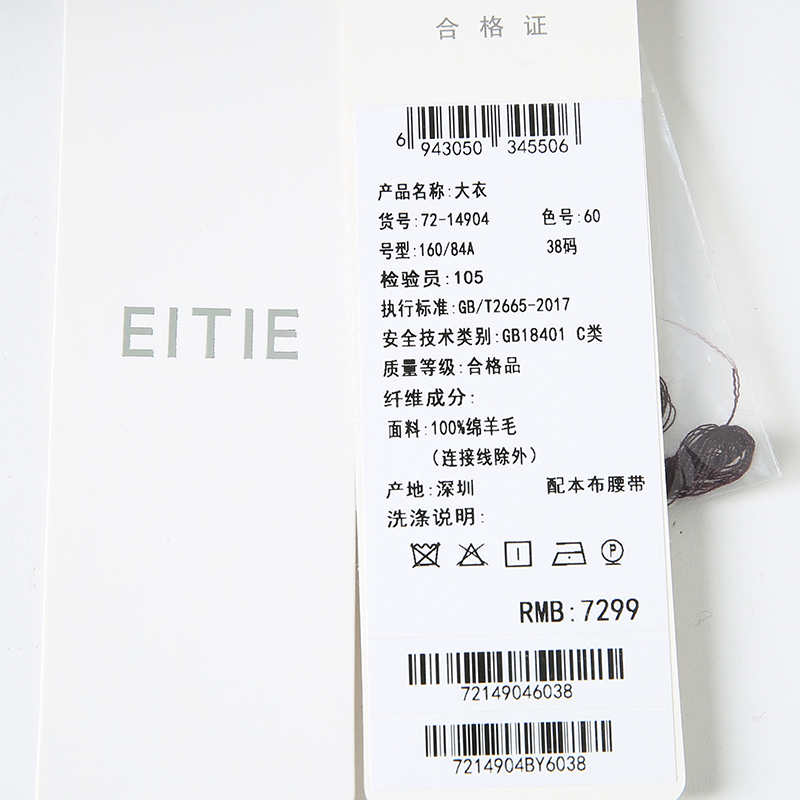 合格证
6 943050 345506
产品名称:大衣
货号:72-14904 色号:60
号型:160/84A 38码
检验员:105
执行标准:GB/T2665-2017
安全技术类别:GB18401 C类
质量等级:合格品
纤维成分:
面料:100%绵羊毛
(连接线除外)
产地:深圳 配本布腰带
洗涤说明:
P
RMB:7299
72149046038
7214904BY6038
EITIE